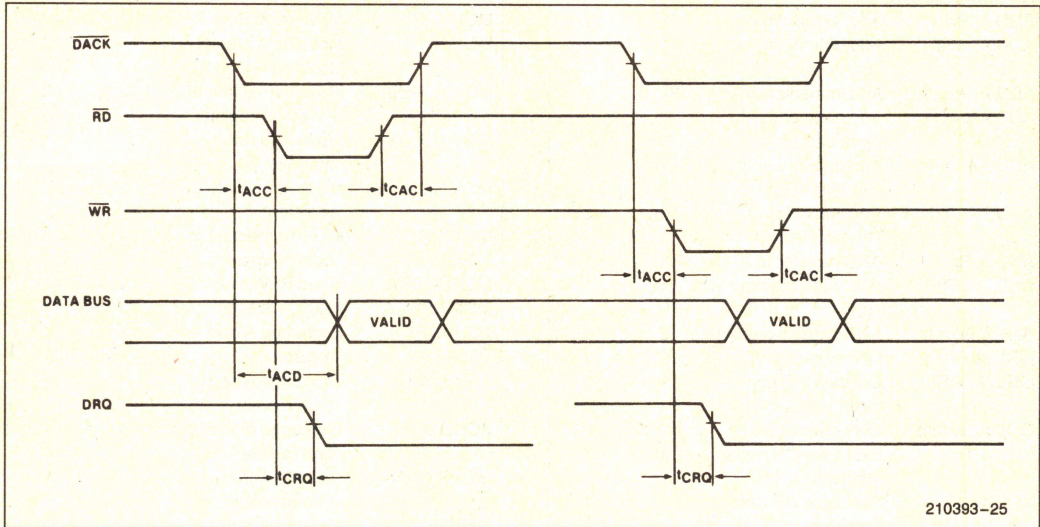 DACK
RD
tACC
tCAC
WR
tACC
tCAC
DATA BUS
VALID
VALID
tACD
DRQ
tCRQ
tCRQ
210393-25